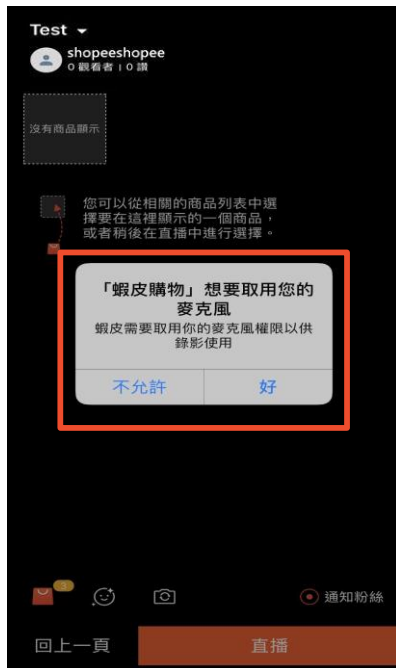 Test
shopeeshopee
0 觀看者 | 0 讚
沒有商品顯示
您可以從相關的商品列表中選
擇要在這裡顯示的一個商品，
或者稍後在直播中進行選擇。
「蝦皮購物」想要取用您的
麥克風
蝦皮需要取用你的麥克風權限以供
錄影使用
不允許
好
3
通知粉絲
回上一頁
直播